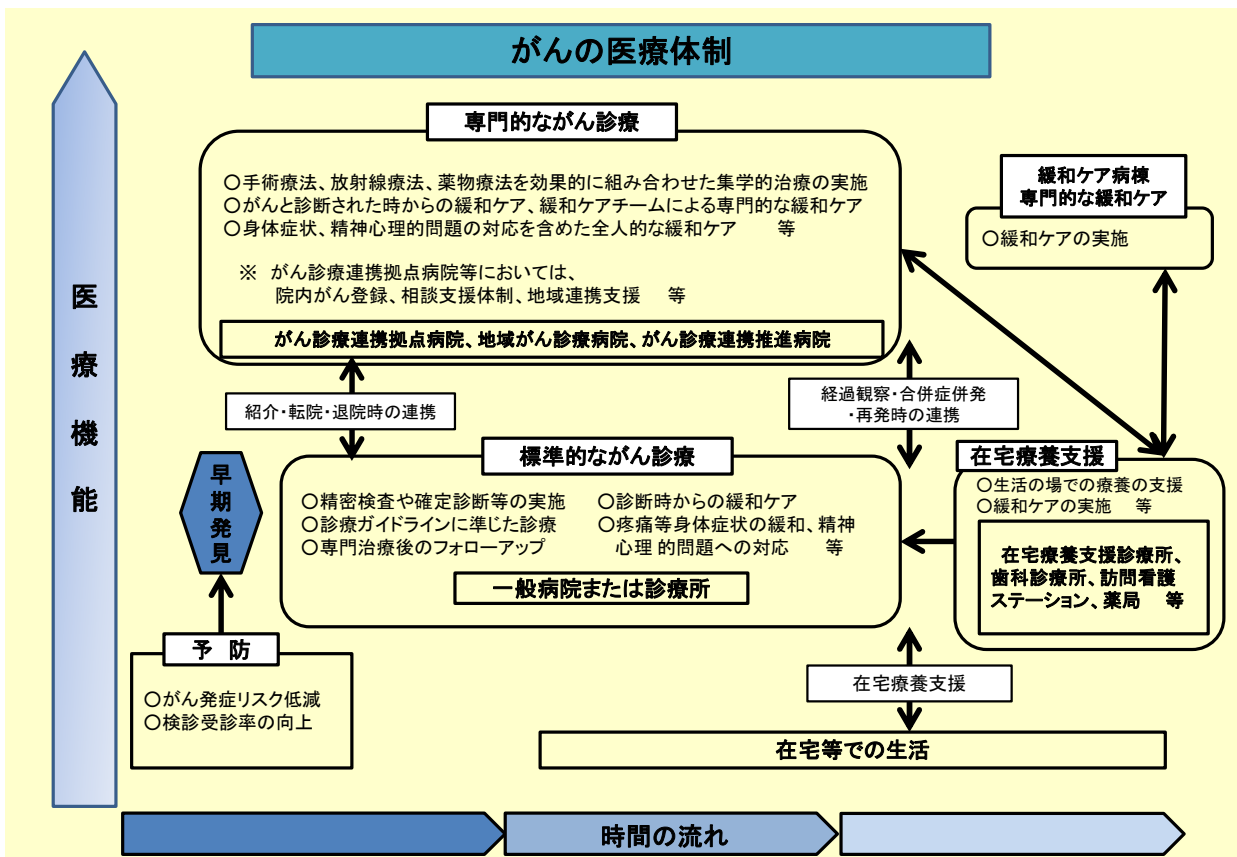 がんの医療体制
医療機能
専門的ながん診療
○手術療法、放射線療法、薬物療法を効果的に組み合わせた集学的治療の実施
○がんと診断された時からの緩和ケア、緩和ケアチームによる専門的な緩和ケア
○身体症状、精神心理的問題の対応を含めた全人的な緩和ケア　　等
※　がん診療連携拠点病院等においては、
院内がん登録、相談支援体制、地域連携支援　等
がん診療連携拠点病院、地域がん診療病院、がん診療連携推進病院
緩和ケア病棟
専門的な緩和ケア
○緩和ケアの実施
紹介・転院・退院時の連携
経過観察・合併症併発
・再発時の連携
早期発見
標準的ながん診療
○精密検査や確定診断等の実施
○診療ガイドラインに準じた診療
○専門治療後のフォローアップ
○診断時からの緩和ケア
○疼痛等身体症状の緩和、精神
心理的問題への対応　　等
一般病院または診療所
在宅療養支援
○生活の場での療養の支援
○緩和ケアの実施　等
在宅療養支援診療所、
歯科診療所、訪問看護
ステーション、薬局　等
予　防
○がん発症リスク低減
○検診受診率の向上
在宅療養支援
在宅等での生活
時間の流れ